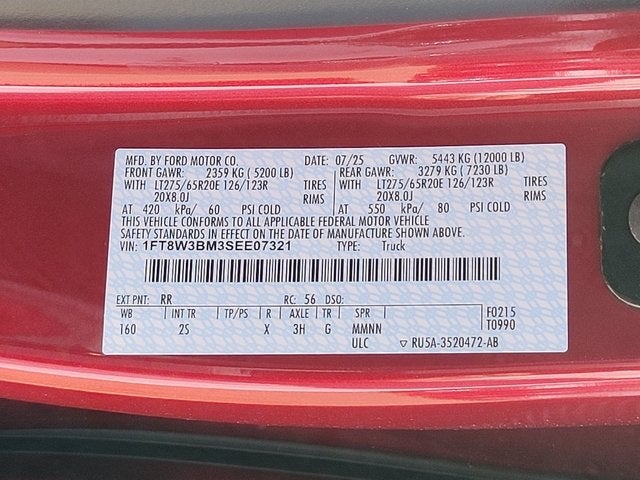 MFD. BY FORD MOTOR CO. DATE: 07/25 GVWR: 5443 KG (12000 LB)
FRONT GAWR: 2359 KG (5200 LB) REAR GAWR: 3279 KG (7230 LB)
WITH LT275/65R20E 126/123R TIRES WITH LT275/65R20E 126/123R TIRES
20X8.0J RIMS 20X8.0J RIMS
AT 420 kPa/ 60 PSI COLD AT 550 kPa/ 80 PSI COLD
THIS VEHICLE CONFORMS TO ALL APPLICABLE FEDERAL MOTOR VEHICLE
SAFETY STANDARDS IN EFFECT ON THE DATE OF MANUFACTURE SHOWN ABOVE.
VIN: 1FT8W3BM3SEE07321 TYPE: Truck
EXT PNT: RR RC: 56 DSO:
WB INT TR TP/PS R AXLE TR SPR F0215
160 2S X 3H G MMNN T0990
ULC ▽ RU5A-3520472-AB